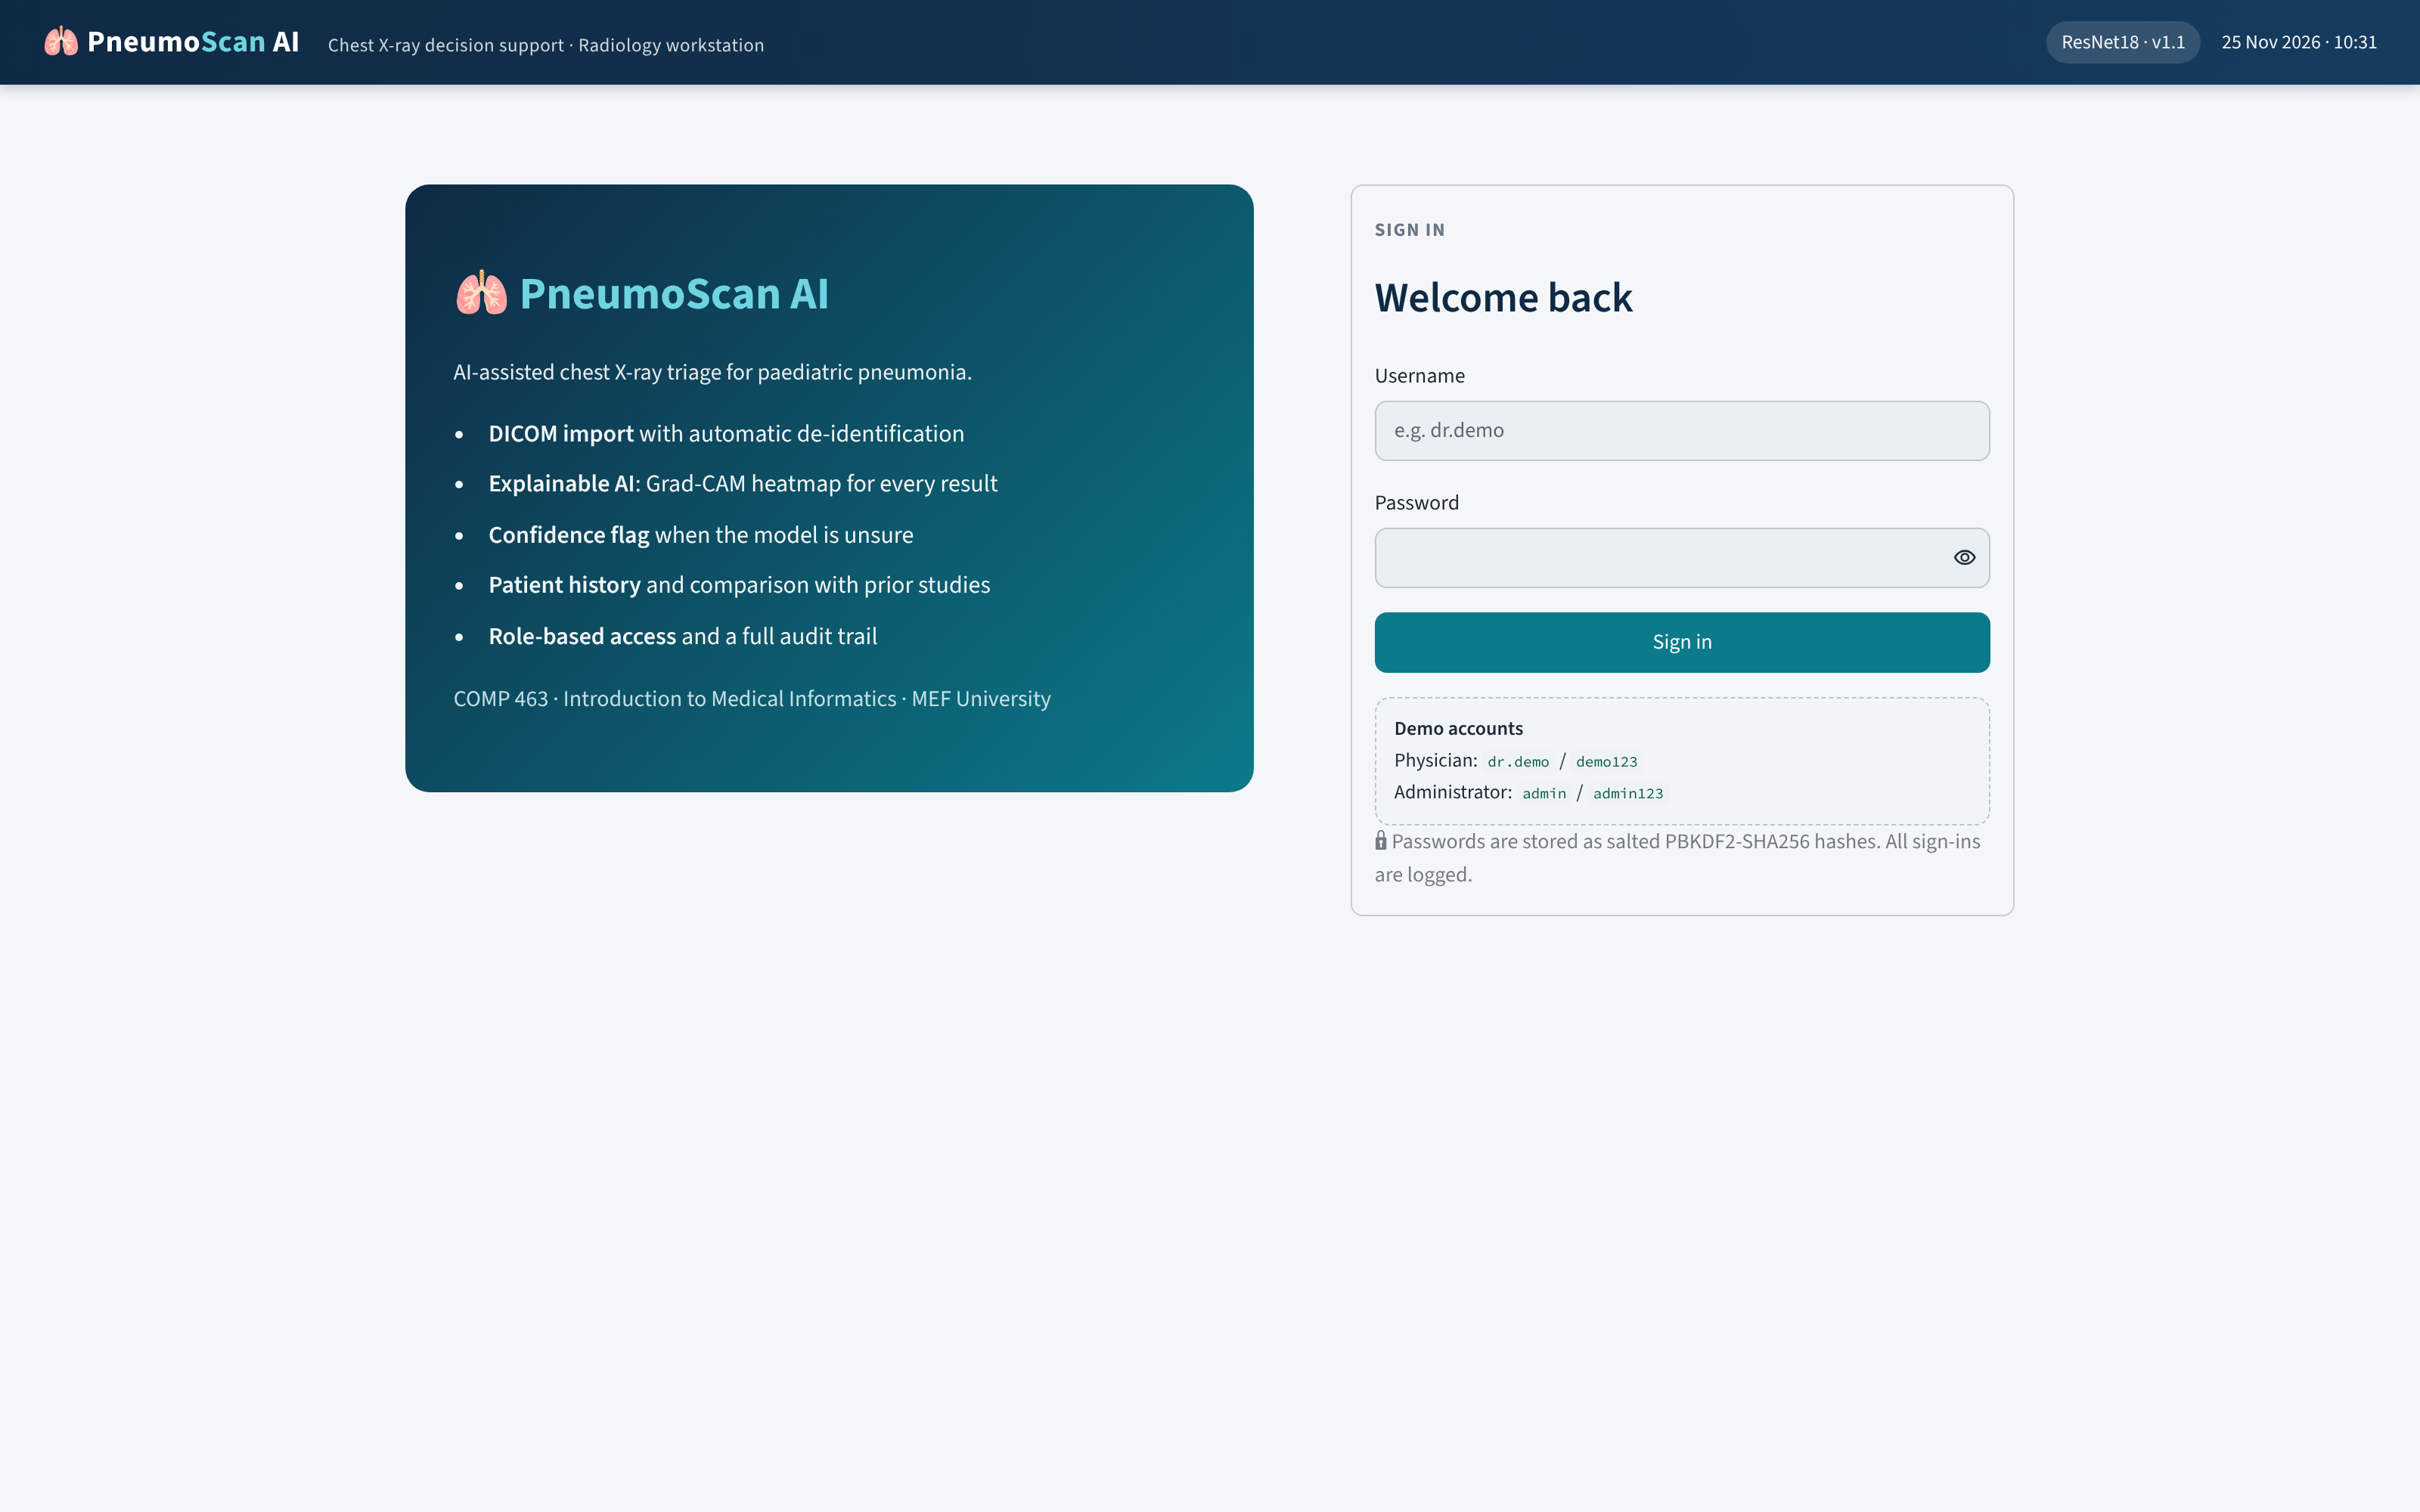 PneumoScan AI
Chest X-ray decision support · Radiology workstation
ResNet18 · v1.1
25 Nov 2026 · 10:31
PneumoScan AI
AI-assisted chest X-ray triage for paediatric pneumonia.
• DICOM import with automatic de-identification
• Explainable AI: Grad-CAM heatmap for every result
• Confidence flag when the model is unsure
• Patient history and comparison with prior studies
• Role-based access and a full audit trail
COMP 463 · Introduction to Medical Informatics · MEF University
SIGN IN
Welcome back
Username
e.g. dr.demo
Password
Sign in
Demo accounts
Physician: dr.demo / demo123
Administrator: admin / admin123
Passwords are stored as salted PBKDF2-SHA256 hashes. All sign-ins
are logged.